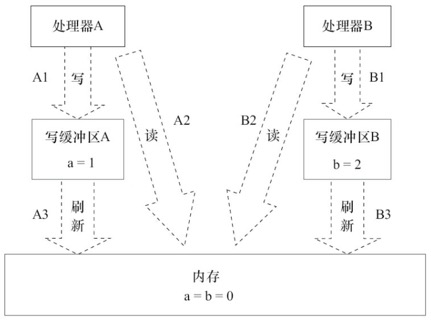 处理器A
处理器B
A1
写
A2
读
B2
读
写
B1
写缓冲区A
a = 1
写缓冲区B
b = 2
A3
刷新
刷新
B3
内存
a = b = 0